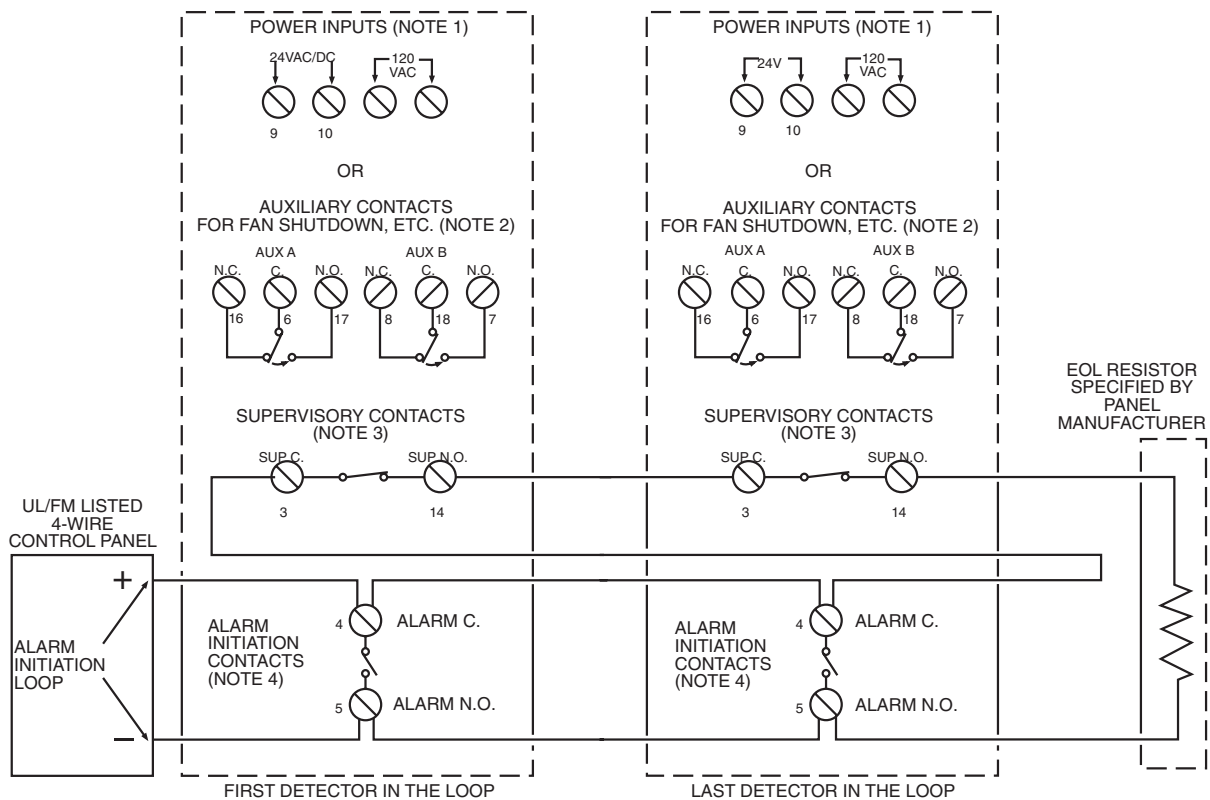 POWER INPUTS (NOTE 1)
24VAC/DC
120
VAC
9
10
OR
AUXILIARY CONTACTS
FOR FAN SHUTDOWN, ETC. (NOTE 2)
AUX A
AUX B
N.C.
C.
N.O.
N.C.
C.
N.O.
16
6
17
8
18
7
SUPERVISORY CONTACTS
(NOTE 3)
SUP C.
SUP N.O.
3
14
POWER INPUTS (NOTE 1)
24V
120
VAC
9
10
OR
AUXILIARY CONTACTS
FOR FAN SHUTDOWN, ETC. (NOTE 2)
AUX A
AUX B
N.C.
C.
N.O.
N.C.
C.
N.O.
16
6
17
8
18
7
SUPERVISORY CONTACTS
(NOTE 3)
SUP C.
SUP N.O.
3
14
EOL RESISTOR
SPECIFIED BY
PANEL
MANUFACTURER
UL/FM LISTED
4-WIRE
CONTROL PANEL
+
ALARM
INITIATION
LOOP
–
ALARM
INITIATION
CONTACTS
(NOTE 4)
4
ALARM C.
5
ALARM N.O.
ALARM
INITIATION
CONTACTS
(NOTE 4)
4
ALARM C.
5
ALARM N.O.
FIRST DETECTOR IN THE LOOP
LAST DETECTOR IN THE LOOP